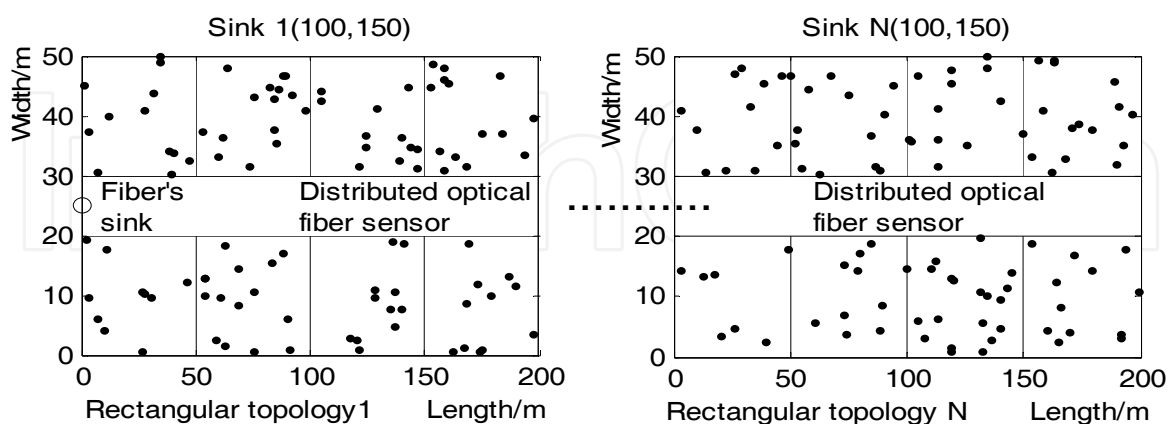 Sink 1(100,150)
Width/m
50
40
30
20
10
0
Fiber's sink
Distributed optical fiber sensor
0 50 100 150 200
Rectangular topology1 Length/m
Sink N(100,150)
Width/m
50
40
30
20
10
0
Distributed optical fiber sensor
0 50 100 150 200
Rectangular topology N Length/m